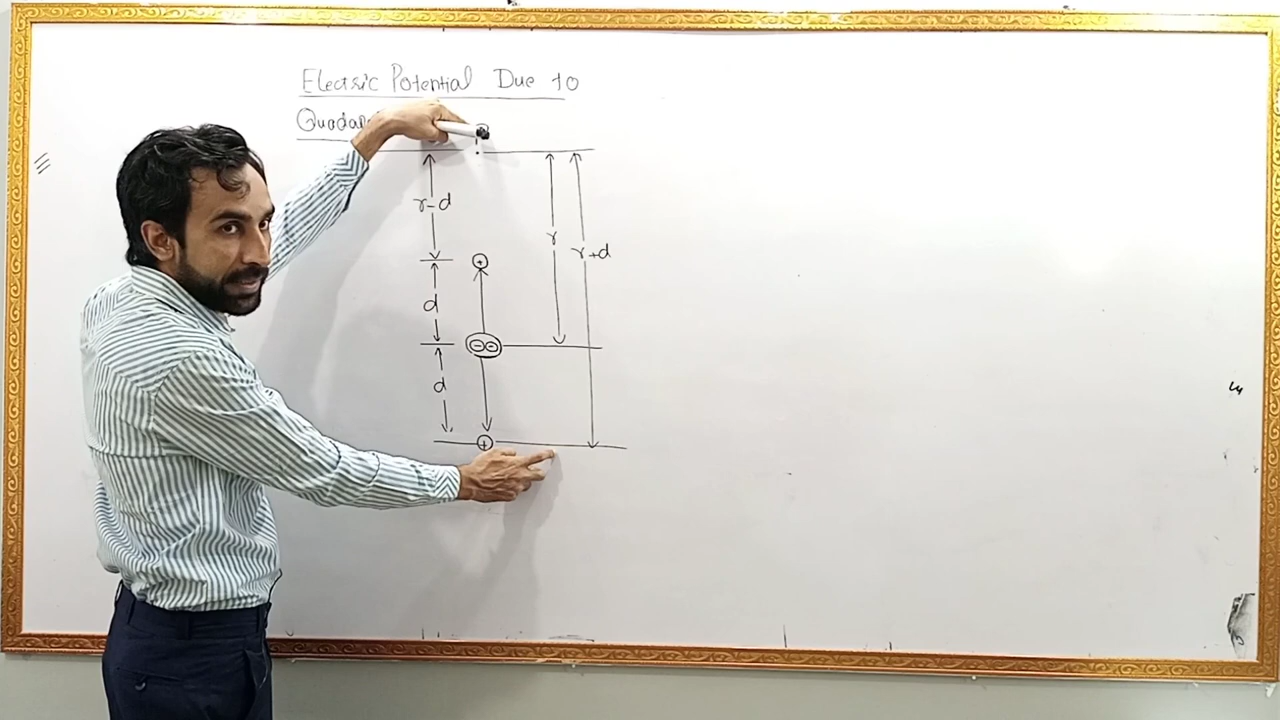 Electric Potential Due to
r-d
r
r+d
d
d